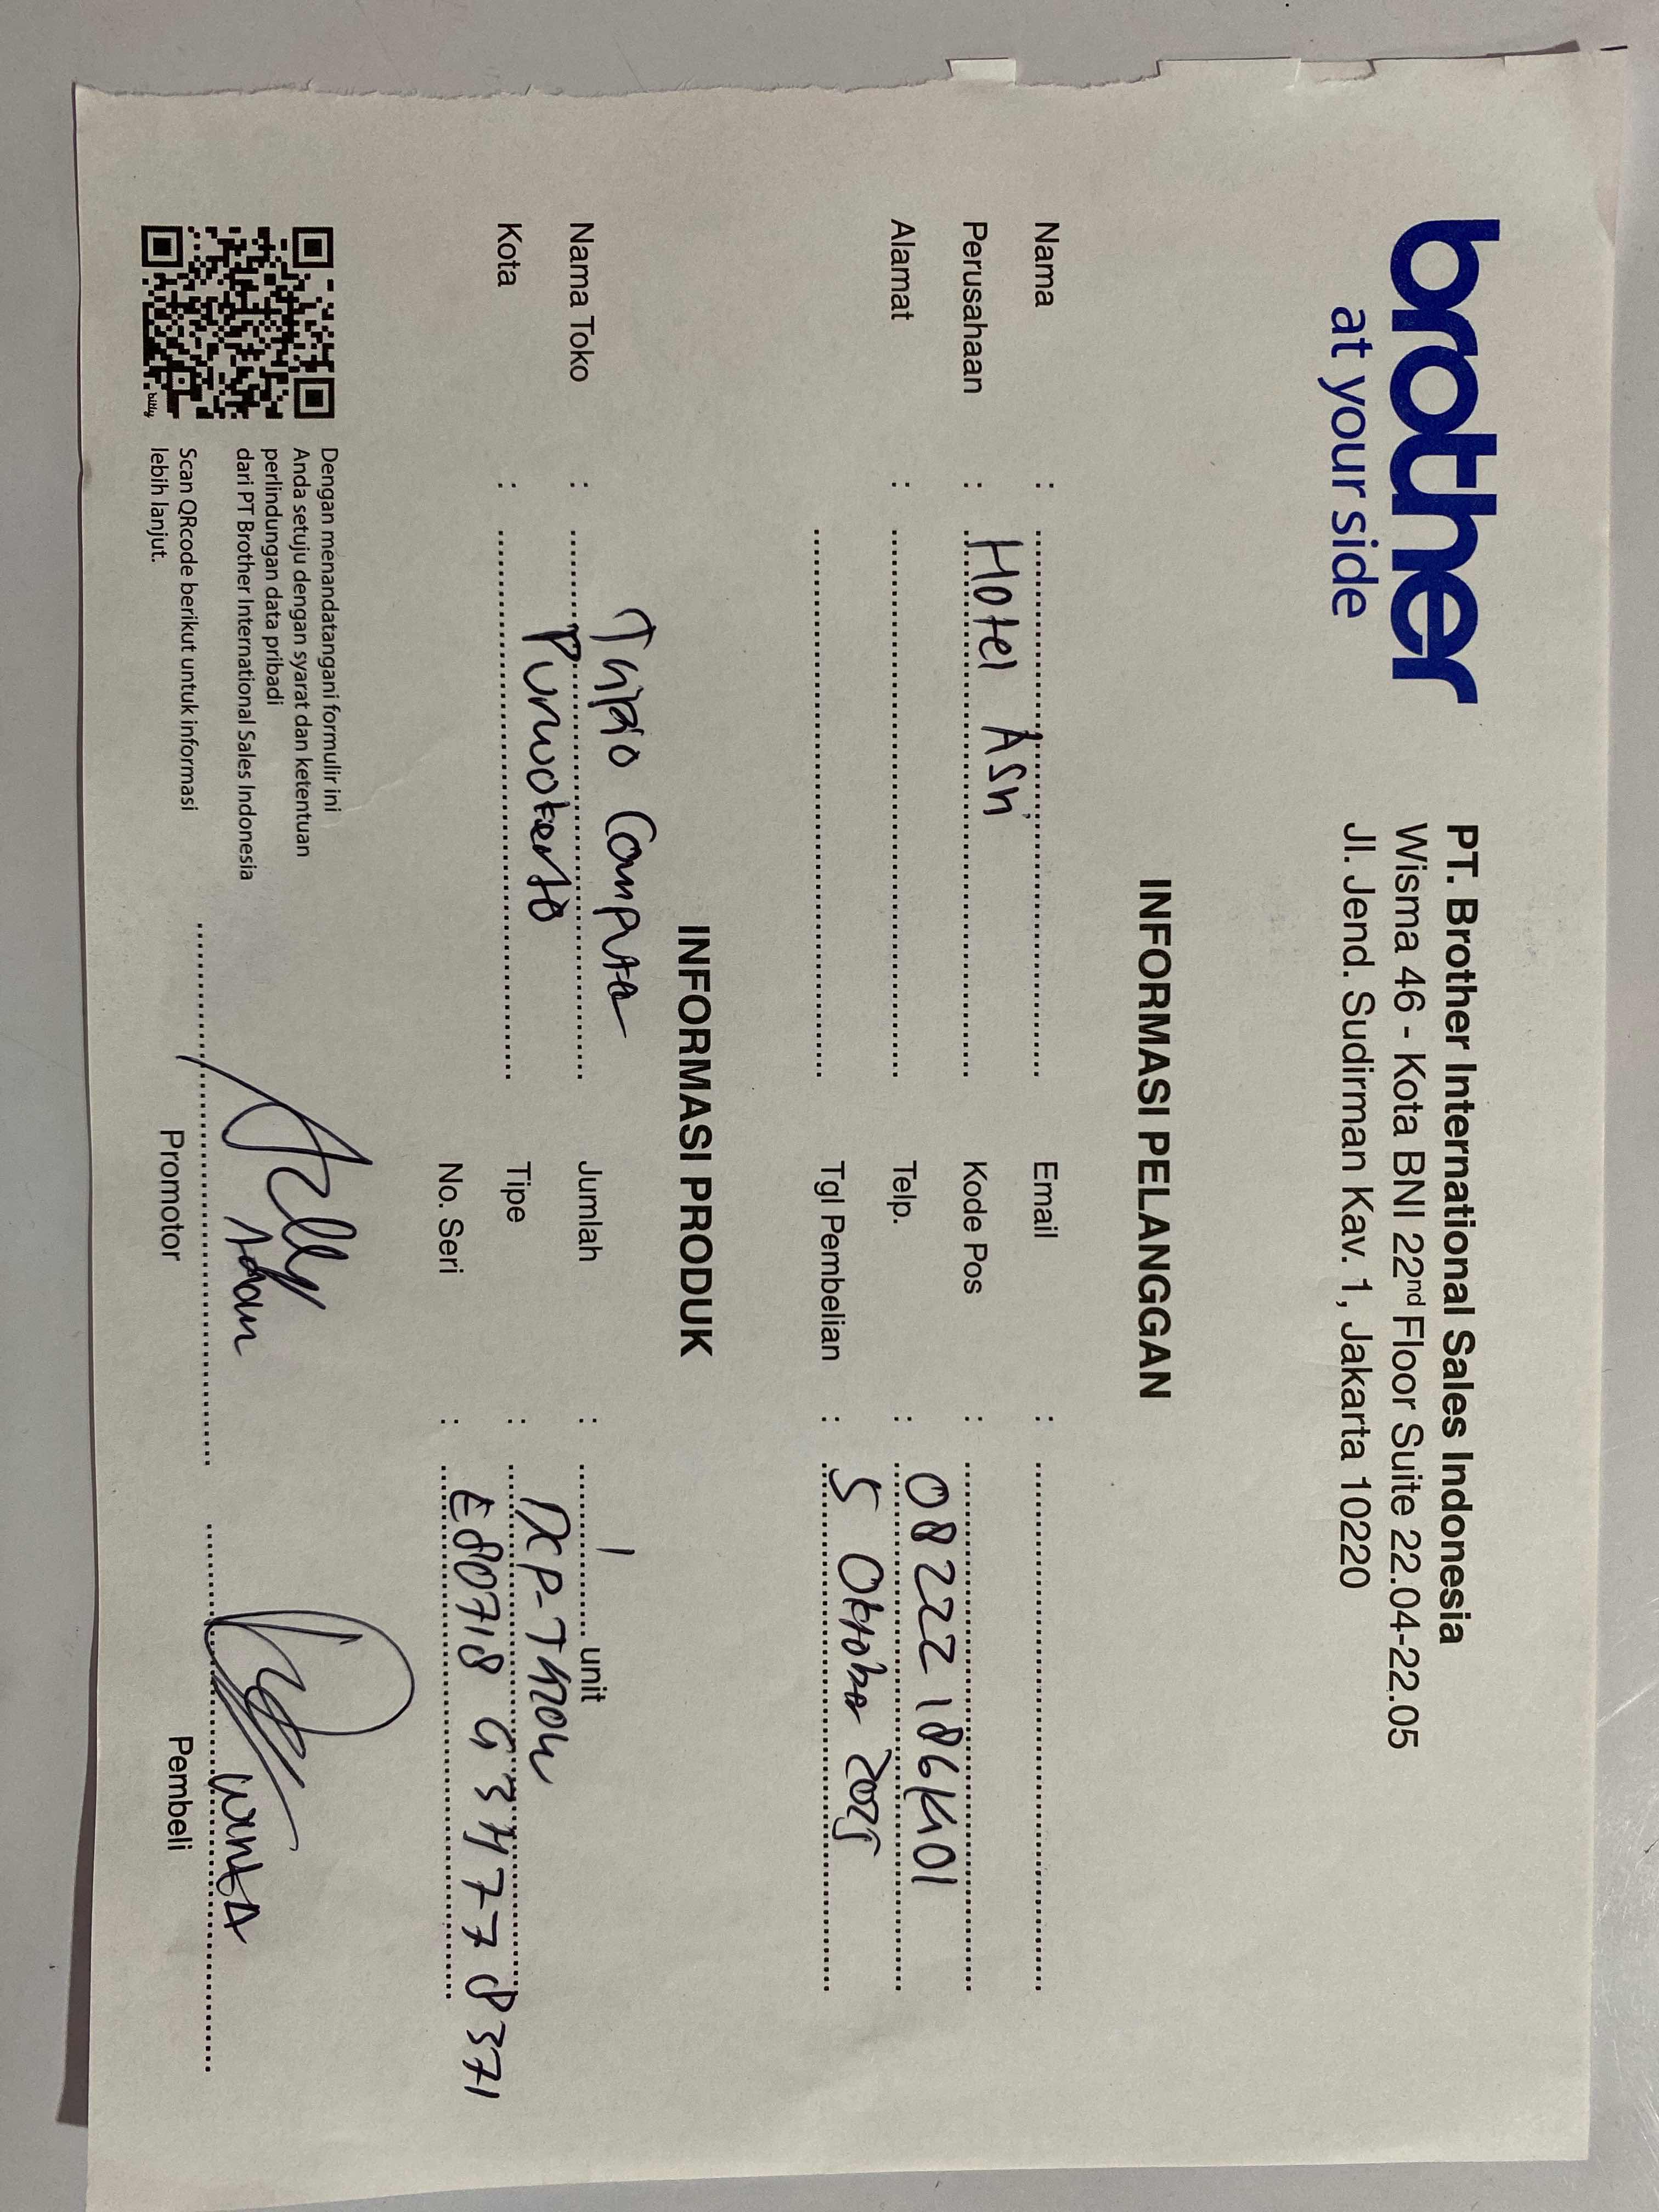 brother
at your side
PT. Brother International Sales Indonesia
Wisma 46 - Kota BNI 22nd Floor Suite 22.04-22.05
Jl. Jend. Sudirman Kav. 1, Jakarta 10220
INFORMASI PELANGGAN
Nama :
Email :
Perusahaan : Hotel Asri
Kode Pos :
Alamat :
Telp. :
Tgl Pembelian : 5 Oktober 2025
INFORMASI PRODUK
Nama Toko :
Jumlah : 1 unit
Kota : Purwokerto
Tipe :
No. Seri :
Dengan menandatangani formulir ini
Anda setuju dengan syarat dan ketentuan
perlindungan data pribadi
dari PT Brother International Sales Indonesia
Scan QRcode berikut untuk informasi
lebih lanjut.
bitly
Promotor
Pembeli